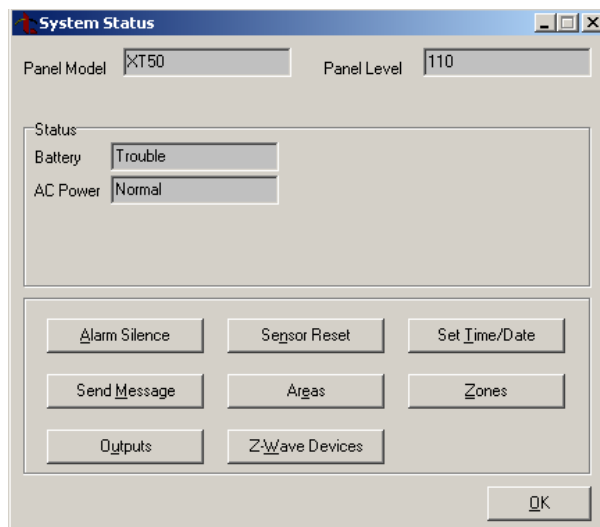 System Status
Panel Model XT50 Panel Level 110
Status
Battery Trouble
AC Power Normal
Alarm Silence Sensor Reset Set Time/Date
Send Message Areas Zones
Outputs Z-Wave Devices
OK